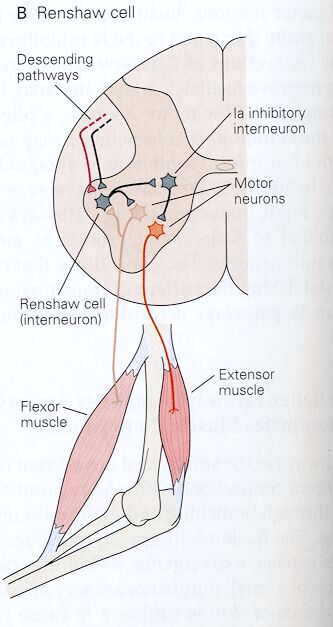 B Renshaw cell
Descending
pathways
Ia inhibitory
interneuron
Motor
neurons
Renshaw cell
(interneuron)
Extensor
muscle
Flexor
muscle